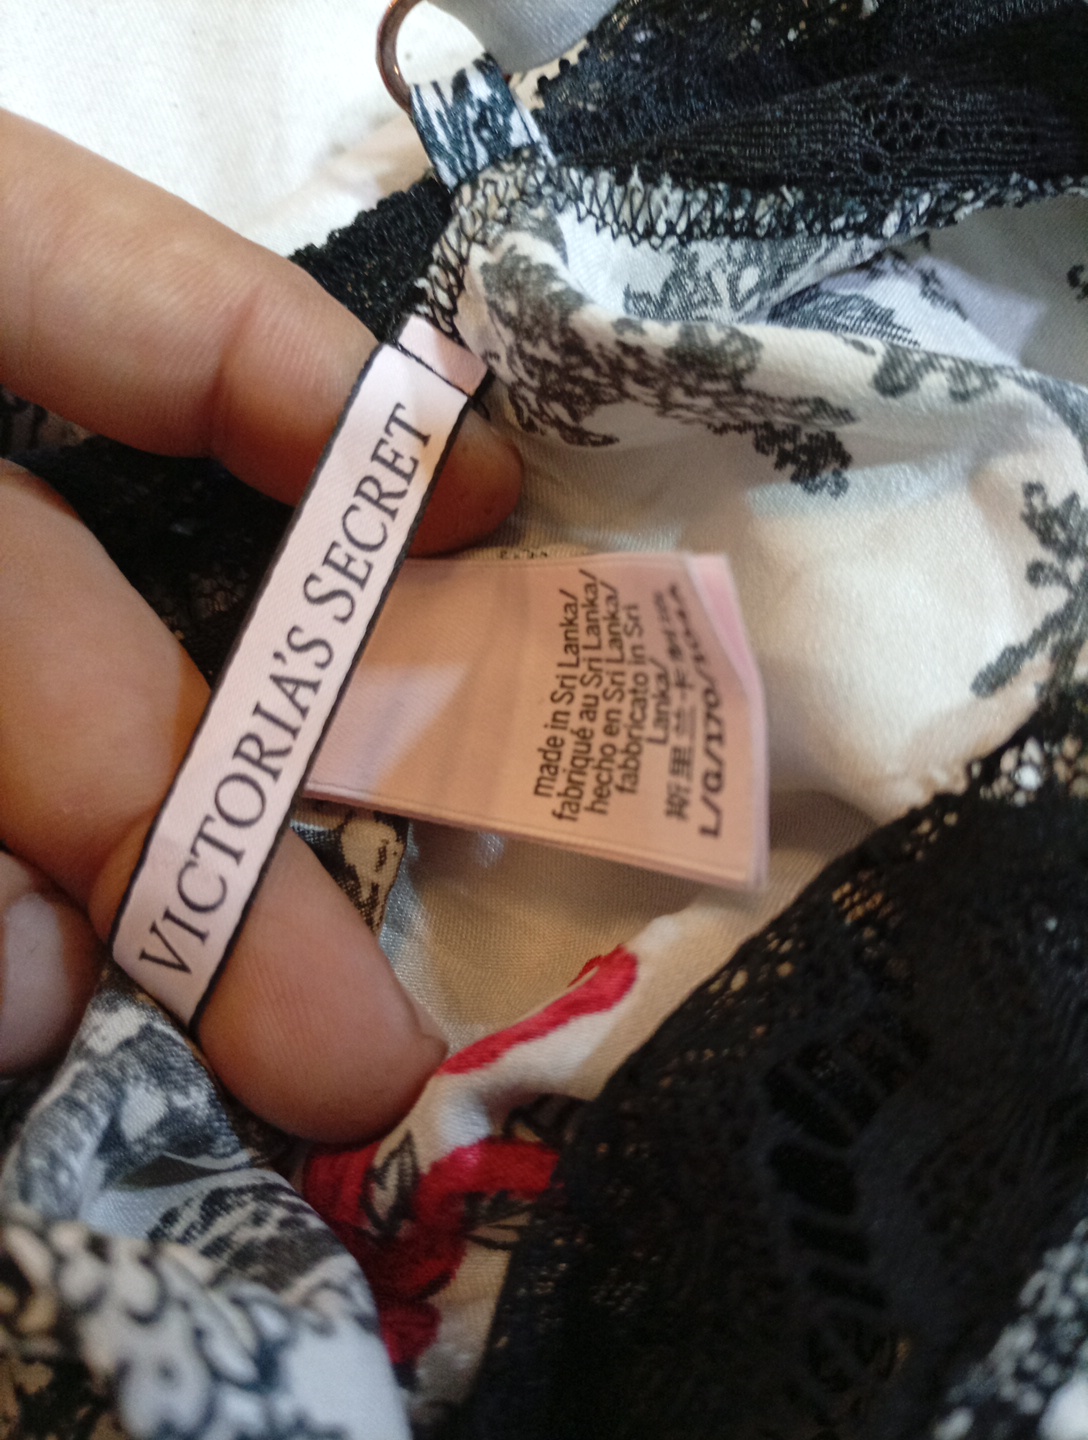 VICTORIA'S SECRET
made in Sri Lanka/
fabriqué au Sri Lanka/
hecho en Sri Lanka/
fabbricato in Sri
Lanka/
斯里兰卡制造
L/G/170/